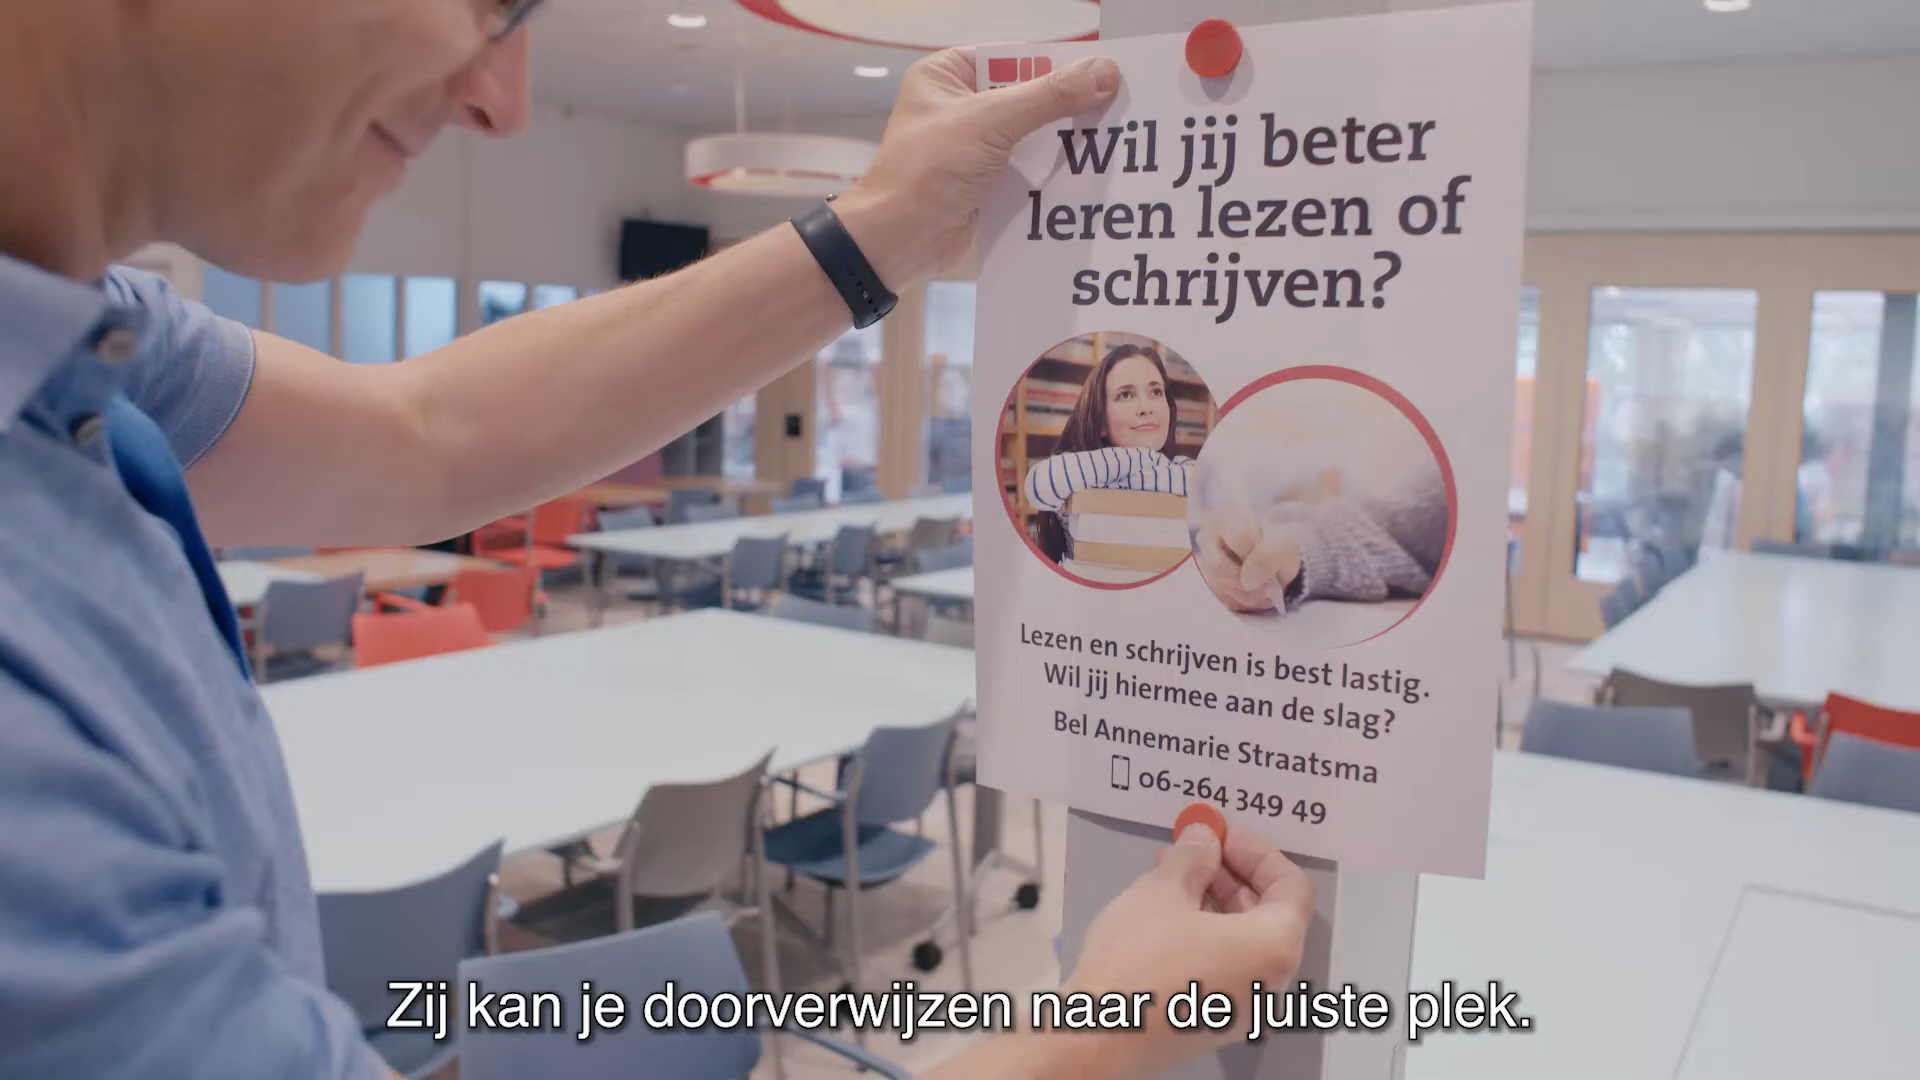 Wil jij beter
leren lezen of
schrijven?
Lezen en schrijven is best lastig.
Wil jij hiermee aan de slag?
Bel Annemarie Straatsma
06-264 349 49
Zij kan je doorverwijzen naar de juiste plek.